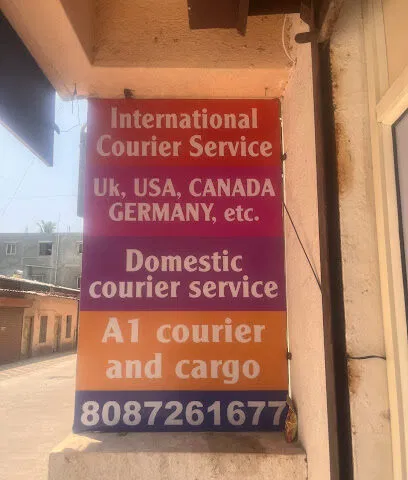 International
Courier Service
Uk, USA, CANADA
GERMANY, etc.
Domestic
courier service
A1 courier
and cargo
8087261677